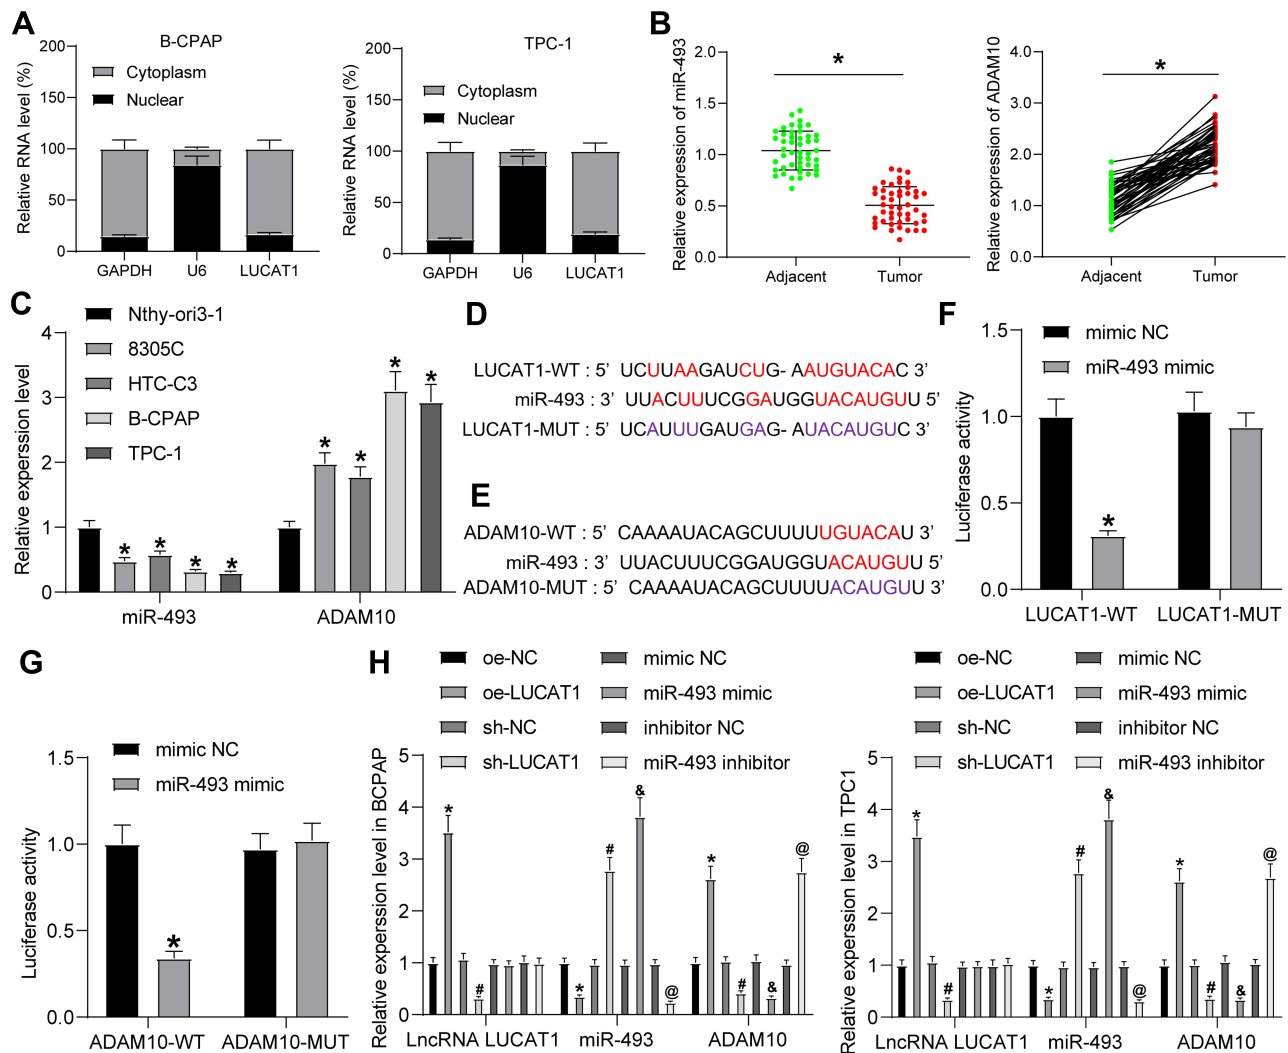 A
B-CPAP
Relative RNA level (%)
200
150
100
50
0
Cytoplasm
Nuclear
GAPDH U6 LUCAT1
TPC-1
Relative RNA level (%)
200
150
100
50
0
Cytoplasm
Nuclear
GAPDH U6 LUCAT1
B
Relative expression of miR-493
2.0
1.5
1.0
0.5
0.0
*
Adjacent Tumor
Relative expression of ADAM10
4.0
3.0
2.0
1.0
0.0
*
Adjacent Tumor
C
Nthy-ori3-1
8305C
HTC-C3
B-CPAP
TPC-1
Relative experssion level
4
3
2
1
0
* * * * * * * *
miR-493 ADAM10
D
LUCAT1-WT : 5’ UCUUAAGAUCUG- AAUGUACAC 3’
miR-493 : 3’ UUACUUUCGGAUGGUACAUGUU 5’
LUCAT1-MUT : 5’ UCAUUUGAUGAG- AUACAUGUC 3’
E
ADAM10-WT : 5’ CAAAAUACAGCUUUUUGUACAU 3’
miR-493: 3’ UUACUUUCGGAUGGUACAUGUU 5’
ADAM10-MUT : 5’ CAAAAUACAGCUUUUACAUGUU 3’
F
mimic NC
miR-493 mimic
Luciferase activity
1.5
1.0
0.5
0.0
*
LUCAT1-WT LUCAT1-MUT
G
mimic NC
miR-493 mimic
Luciferase activity
1.5
1.0
0.5
0.0
*
ADAM10-WT ADAM10-MUT
H
oe-NC mimic NC
oe-LUCAT1 miR-493 mimic
sh-NC inhibitor NC
sh-LUCAT1 miR-493 inhibitor
Relative experssion level in BCPAP
5
4
3
2
1
0
* # * # & @ * # & @
LncRNA LUCAT1 miR-493 ADAM10
oe-NC mimic NC
oe-LUCAT1 miR-493 mimic
sh-NC inhibitor NC
sh-LUCAT1 miR-493 inhibitor
Relative experssion level in TPC1
5
4
3
2
1
0
* # * # & @ * # & @
LncRNA LUCAT1 miR-493 ADAM10